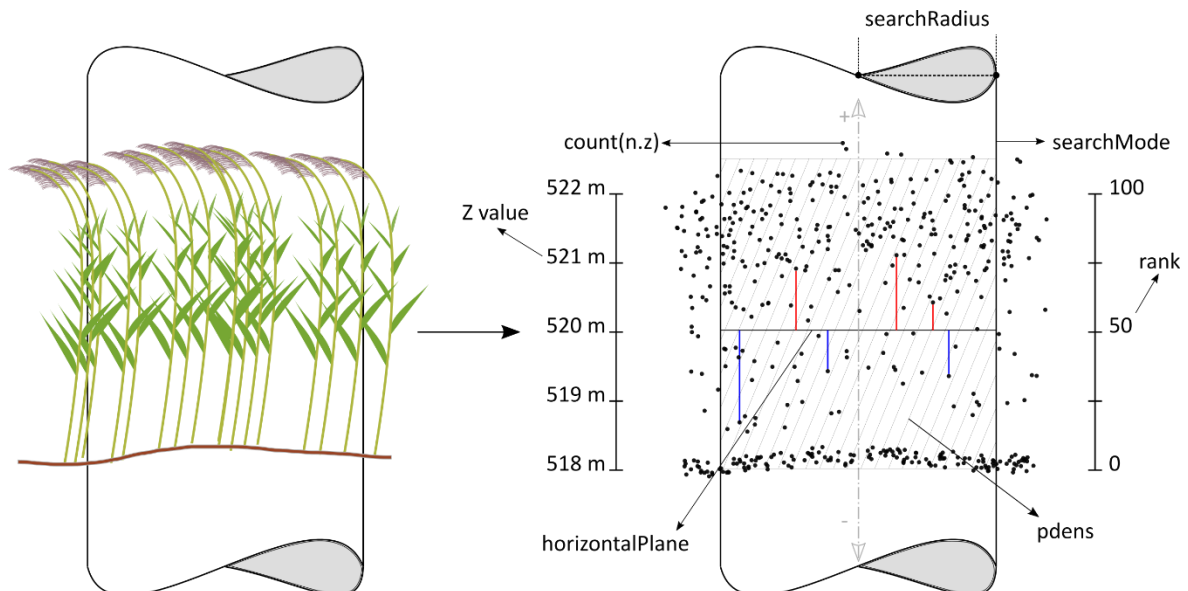 searchRadius
+
count(n.z)
searchMode
522 m
100
Z value
521 m
rank
520 m
50
519 m
518 m
0
-
horizontalPlane
pdens